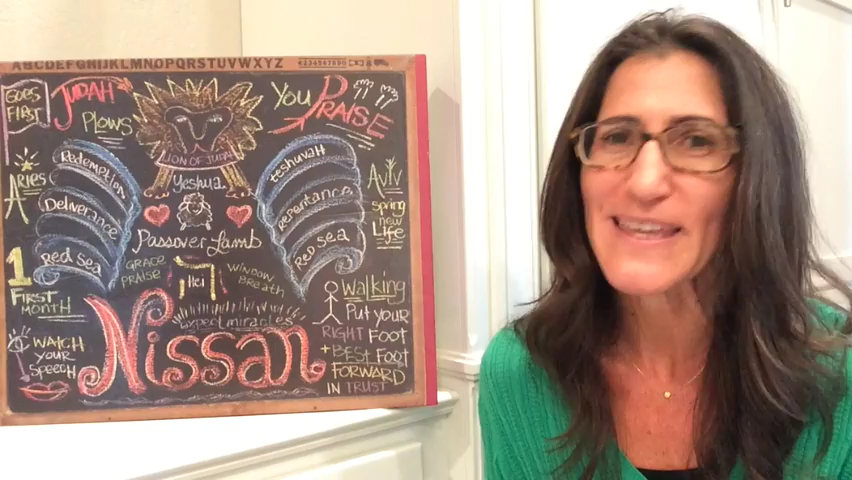 ABCDEFGHIJKLMNOPQRSTUVWXYZ 1234567890
GOES
FIRST
JUDAH
PLOWS
LION OF JUDAH
Yeshua
YOU PRAISE
ARIES
Redemption
Deliverance
Red Sea
teshuvah
Repentance
Red Sea
AVIV
spring
new
Life
Passover Lamb
GRACE
PRAISE
Hei
WINDOW
BREATH
1
FIRST
MONTH
expect miracles
Nissan
WATCH
YOUR
SPEECH
Walking
PUT YOUR
RIGHT FOOT
+ BEST FOOT
FORWARD
IN TRUST